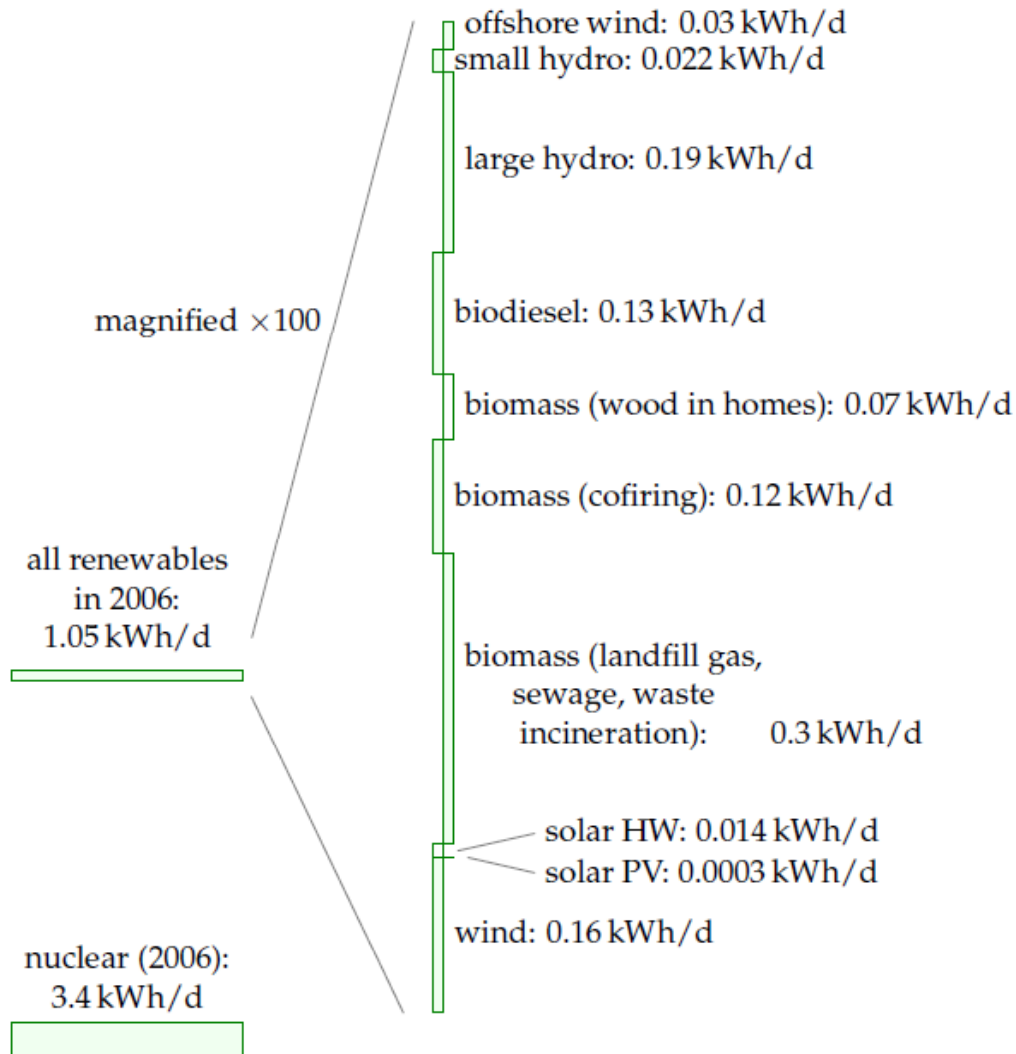 offshore wind: 0.03 kWh/d
small hydro: 0.022 kWh/d
large hydro: 0.19 kWh/d
magnified ×100
biodiesel: 0.13 kWh/d
biomass (wood in homes): 0.07 kWh/d
biomass (cofiring): 0.12 kWh/d
all renewables
in 2006:
1.05 kWh/d
biomass (landfill gas,
sewage, waste
incineration): 0.3 kWh/d
solar HW: 0.014 kWh/d
solar PV: 0.0003 kWh/d
wind: 0.16 kWh/d
nuclear (2006):
3.4 kWh/d